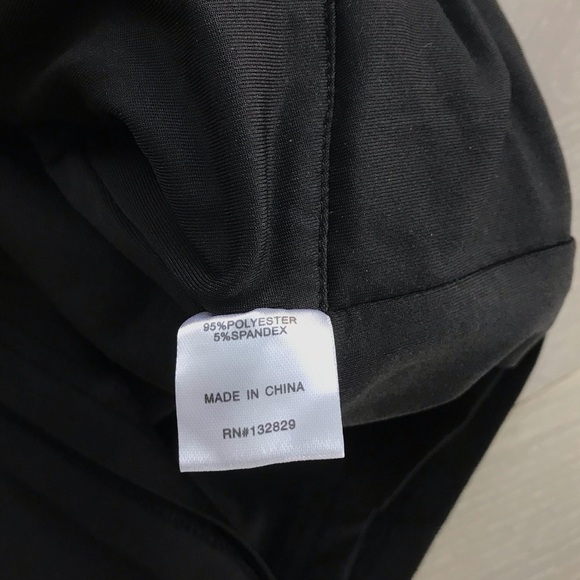 95%POLYESTER
5%SPANDEX
MADE IN CHINA
RN#132829